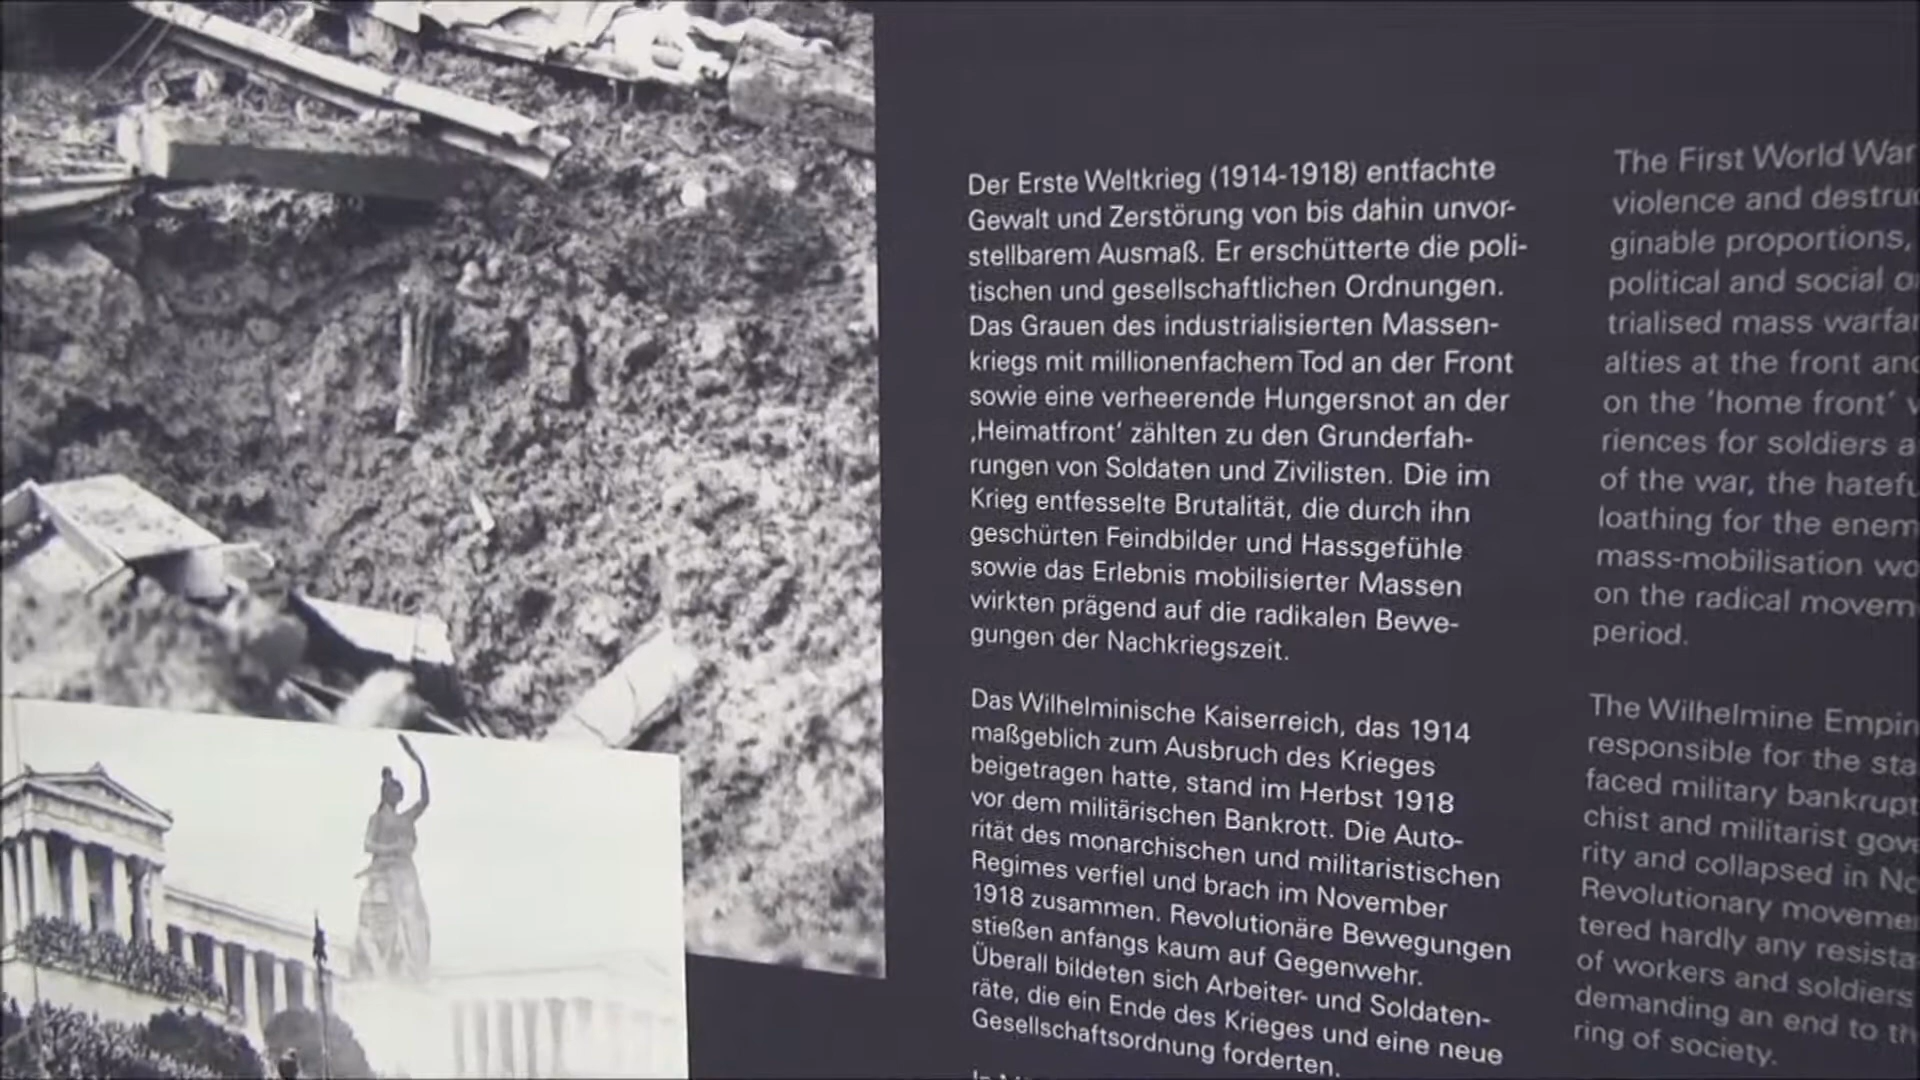 Der Erste Weltkrieg (1914-1918) entfachte
Gewalt und Zerstörung von bis dahin unvor-
stellbarem Ausmaß. Er erschütterte die poli-
tischen und gesellschaftlichen Ordnungen.
Das Grauen des industrialisierten Massen-
kriegs mit millionenfachem Tod an der Front
sowie eine verheerende Hungersnot an der
‚Heimatfront‘ zählten zu den Grunderfah-
rungen von Soldaten und Zivilisten. Die im
Krieg entfesselte Brutalität, die durch ihn
geschürten Feindbilder und Hassgefühle
sowie das Erlebnis mobilisierter Massen
wirkten prägend auf die radikalen Bewe-
gungen der Nachkriegszeit.
Das Wilhelminische Kaiserreich, das 1914
maßgeblich zum Ausbruch des Krieges
beigetragen hatte, stand im Herbst 1918
vor dem militärischen Bankrott. Die Auto-
rität des monarchischen und militaristischen
Regimes verfiel und brach im November
1918 zusammen. Revolutionäre Bewegungen
stießen anfangs kaum auf Gegenwehr.
Überall bildeten sich Arbeiter- und Soldaten-
räte, die ein Ende des Krieges und eine neue
Gesellschaftsordnung forderten.
The First World War
violence and destru
ginable proportions,
political and social o
trialised mass warfar
alties at the front and
on the ‘home front’
riences for soldiers a
of the war, the hatefu
loathing for the enem
mass-mobilisation wo
on the radical movem
period.
The Wilhelmine Empir
responsible for the sta
faced military bankrupt
chist and militarist gove
rity and collapsed in No
Revolutionary movemen
tered hardly any resista
of workers and soldiers
demanding an end to th
ring of society.